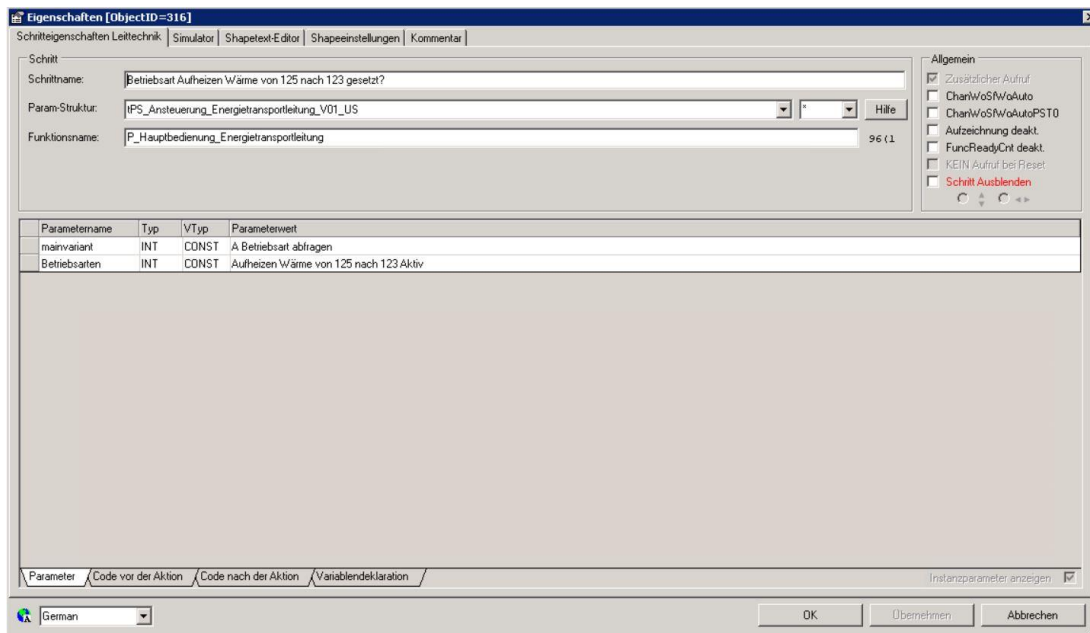 Eigenschaften [ObjectID=316]
Schritteigenschaften Leittechnik Simulator Shapetext-Editor Shapeeinstellungen Kommentar
Schritt
Schrittname: Betriebsart Aufheizen Wärme von 125 nach 123 gesetzt?
Param-Struktur: tPS_Ansteuerung_Energietransportleitung_V01_US * Hilfe
Funktionsname: P_Hauptbedienung_Energietransportleitung 96(1
Allgemein
Zusätzlicher Aufruf
ChanWoSfWoAuto
ChanWoSfWoAutoPST0
Aufzeichnung deakt.
FuncReadyCnt deakt.
KEIN Aufruf bei Reset
Schritt Ausblenden
Parametername Typ VTyp Parameterwert
mainvariant INT CONST A Betriebsart abfragen
Betriebsarten INT CONST Aufheizen Wärme von 125 nach 123 Aktiv
Parameter Code vor der Aktion Code nach der Aktion Variablendeklaration Instanzparameter anzeigen
German OK Übernehmen Abbrechen